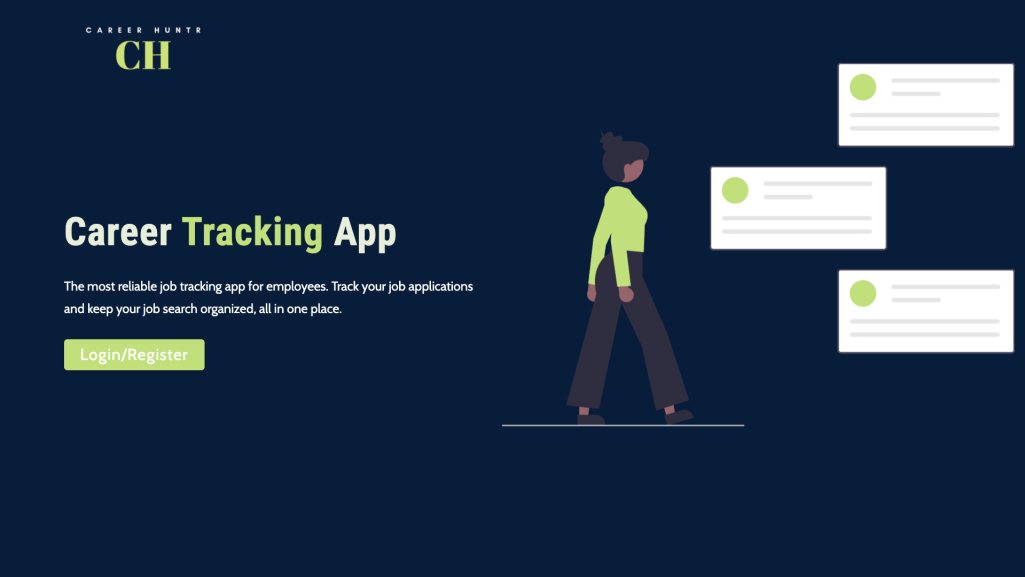 CAREER HUNTR
CH
Career Tracking App
The most reliable job tracking app for employees. Track your job applications
and keep your job search organized, all in one place.
Login/Register